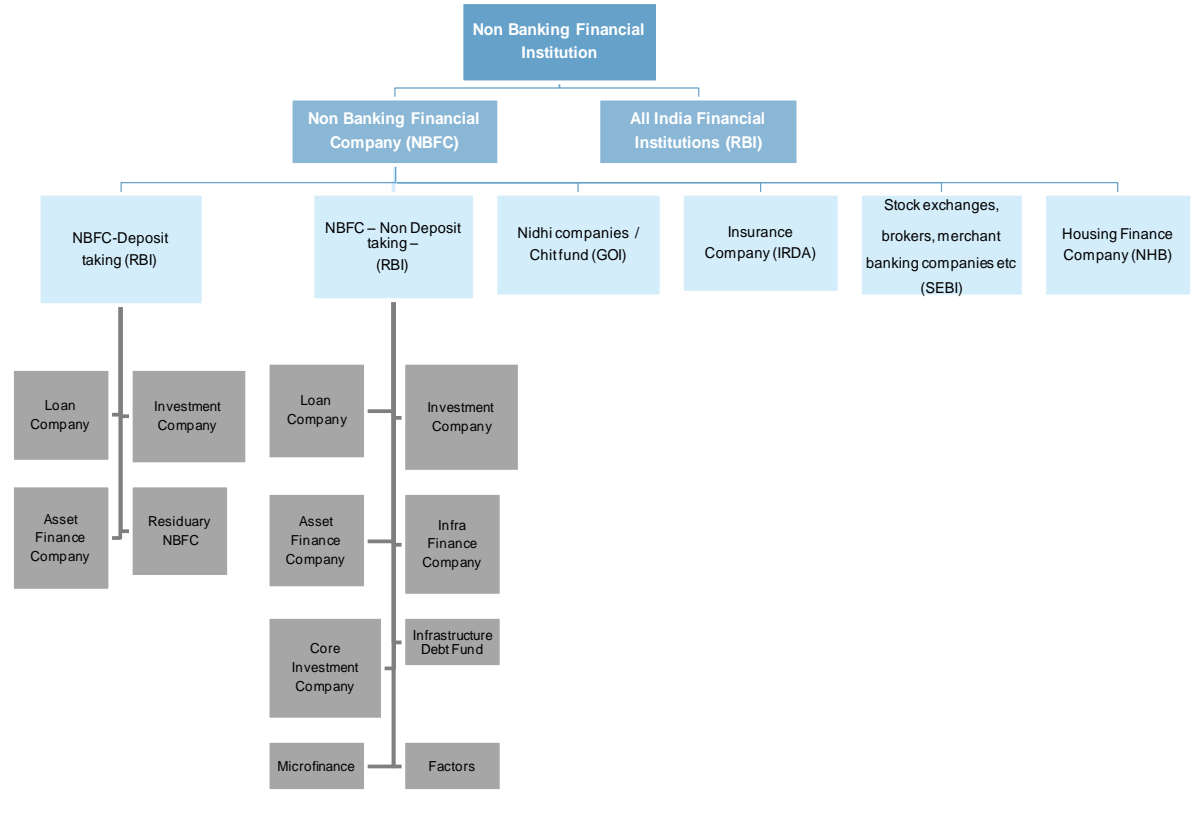 Non Banking Financial
Institution
Non Banking Financial
Company (NBFC)
All India Financial
Institutions (RBI)
NBFC-Deposit
taking (RBI)
NBFC – Non Deposit
taking –
(RBI)
Nidhi companies /
Chit fund (GOI)
Insurance
Company (IRDA)
Stock exchanges,
brokers, merchant
banking companies etc
(SEBI)
Housing Finance
Company (NHB)
Loan
Company
Investment
Company
Asset
Finance
Company
Residuary
NBFC
Loan
Company
Investment
Company
Asset
Finance
Company
Infra
Finance
Company
Core
Investment
Company
Infrastructure
Debt Fund
Microfinance
Factors